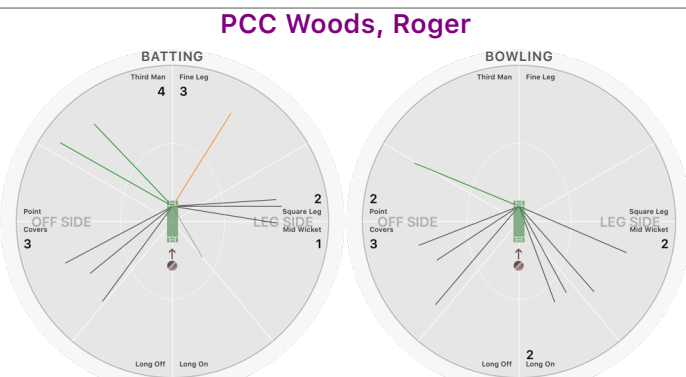 PCC Woods, Roger
BATTING
Third Man Fine Leg
4 3
2
Point
Square Leg
OFF SIDE LEG SIDE
Covers
Mid Wicket
3 1
Long Off Long On
BOWLING
Third Man Fine Leg
2
Point
Square Leg
OFF SIDE LEG SIDE
Covers
Mid Wicket
3 2
2
Long Off Long On